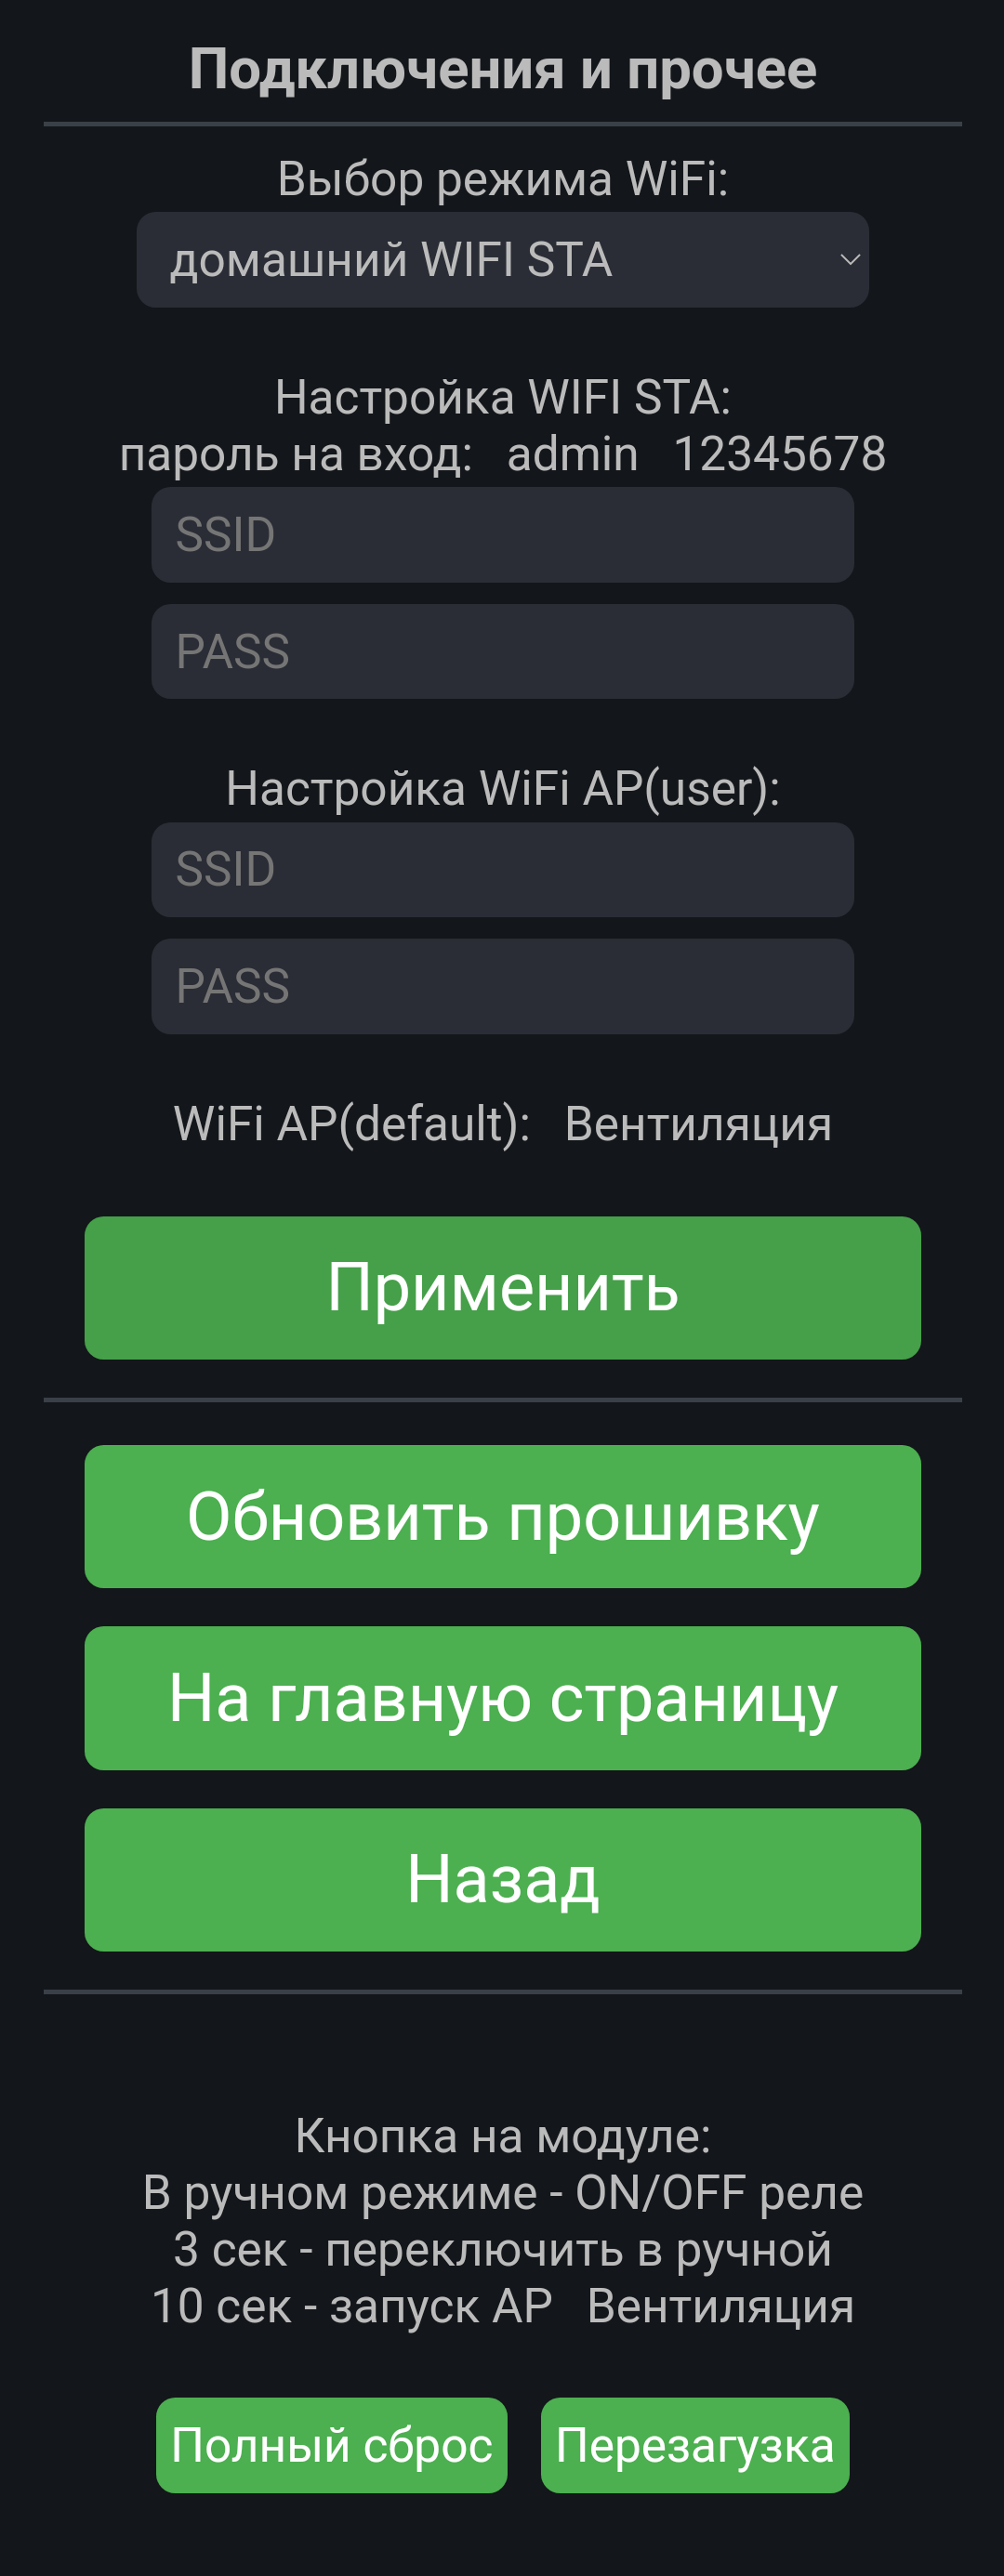 Подключения и прочее
Выбор режима WiFi:
домашний WIFI STA
Настройка WIFI STA:
пароль на вход: admin 12345678
SSID
PASS
Настройка WiFi AP(user):
SSID
PASS
WiFi AP(default): Вентиляция
Применить
Обновить прошивку
На главную страницу
Назад
Кнопка на модуле:
В ручном режиме - ON/OFF реле
3 сек - переключить в ручной
10 сек - запуск AP Вентиляция
Полный сброс Перезагузка